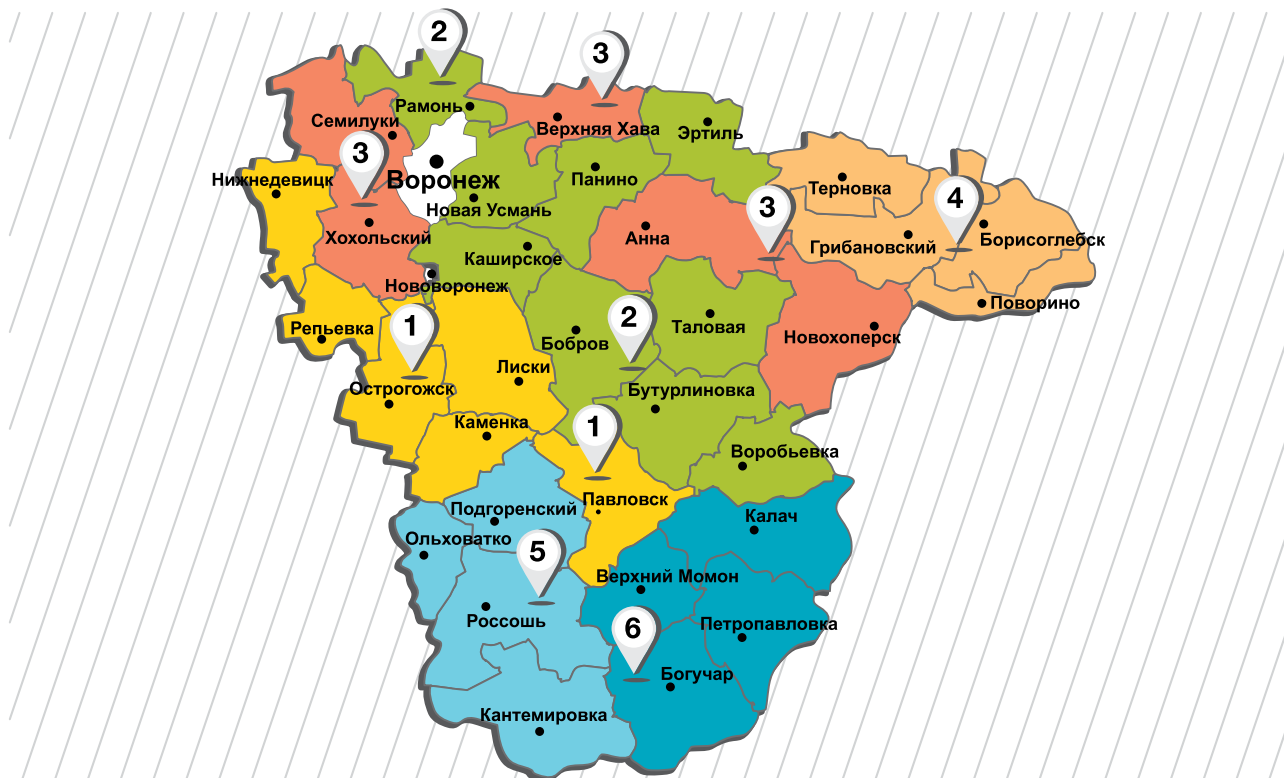 2
3
Рамонь
Семилуки
Верхняя Хава
Эртиль
3
Воронеж
Нижнедевицк
Панино
Терновка
3
4
Новая Усмань
Хохольский
Анна
Грибановский
Борисоглебск
Каширское
Нововоронеж
Поворино
1
2
Репьевка
Бобров
Таловая
Новохоперск
Лиски
Острогожск
Бутурлиновка
Каменка
1
Воробьевка
Подгоренский
Павловск
Калач
Ольховатко
5
Верхний Момон
Россошь
6
Петропавловка
Богучар
Кантемировка